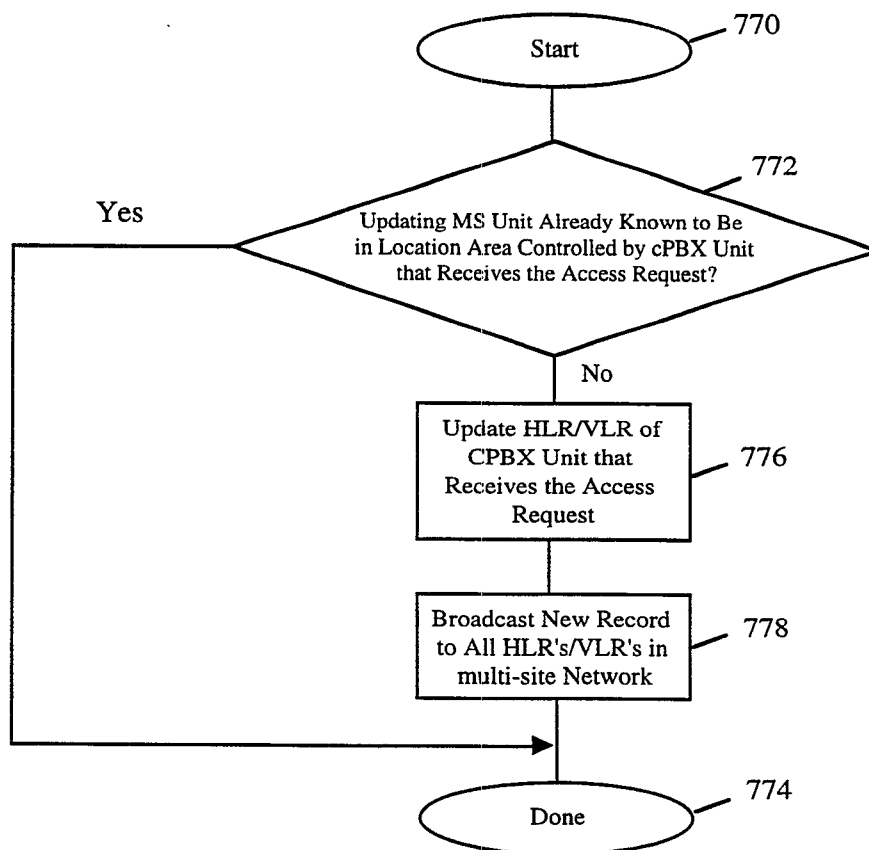 770
Start
772
Yes
Updating MS Unit Already Known to Be
in Location Area Controlled by cPBX Unit
that Receives the Access Request?
No
Update HLR/VLR of
CPBX Unit that
Receives the Access
Request
776
Broadcast New Record
to All HLR's/VLR's in
multi-site Network
778
774
Done